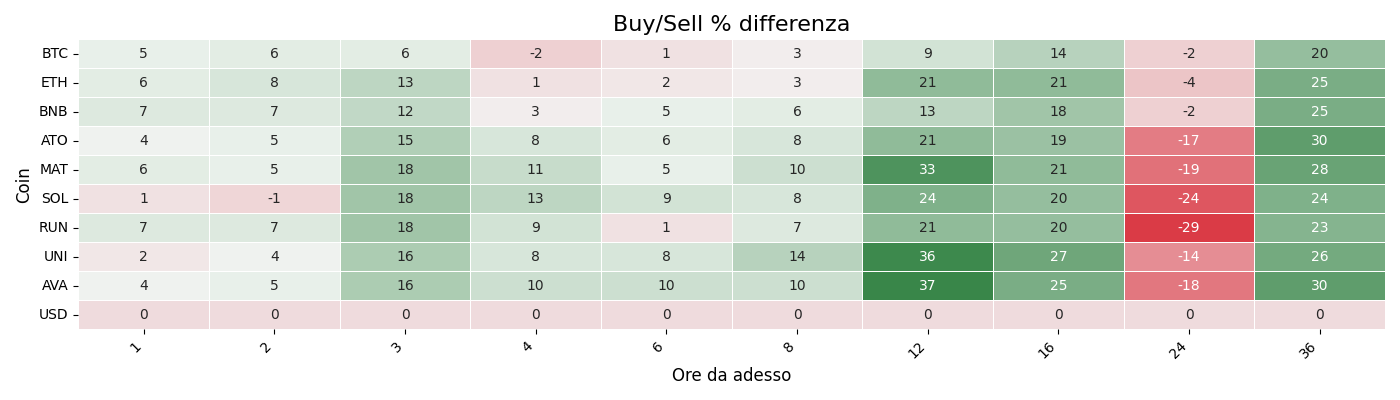 Buy/Sell % differenza
Coin
BTC 5 6 6 -2 1 3 9 14 -2 20
ETH 6 8 13 1 2 3 21 21 -4 25
BNB 7 7 12 3 5 6 13 18 -2 25
ATO 4 5 15 8 6 8 21 19 -17 30
MAT 6 5 18 11 5 10 33 21 -19 28
SOL 1 -1 18 13 9 8 24 20 -24 24
RUN 7 7 18 9 1 7 21 20 -29 23
UNI 2 4 16 8 8 14 36 27 -14 26
AVA 4 5 16 10 10 10 37 25 -18 30
USD 0 0 0 0 0 0 0 0 0 0
1 2 3 4 6 8 12 16 24 36
Ore da adesso